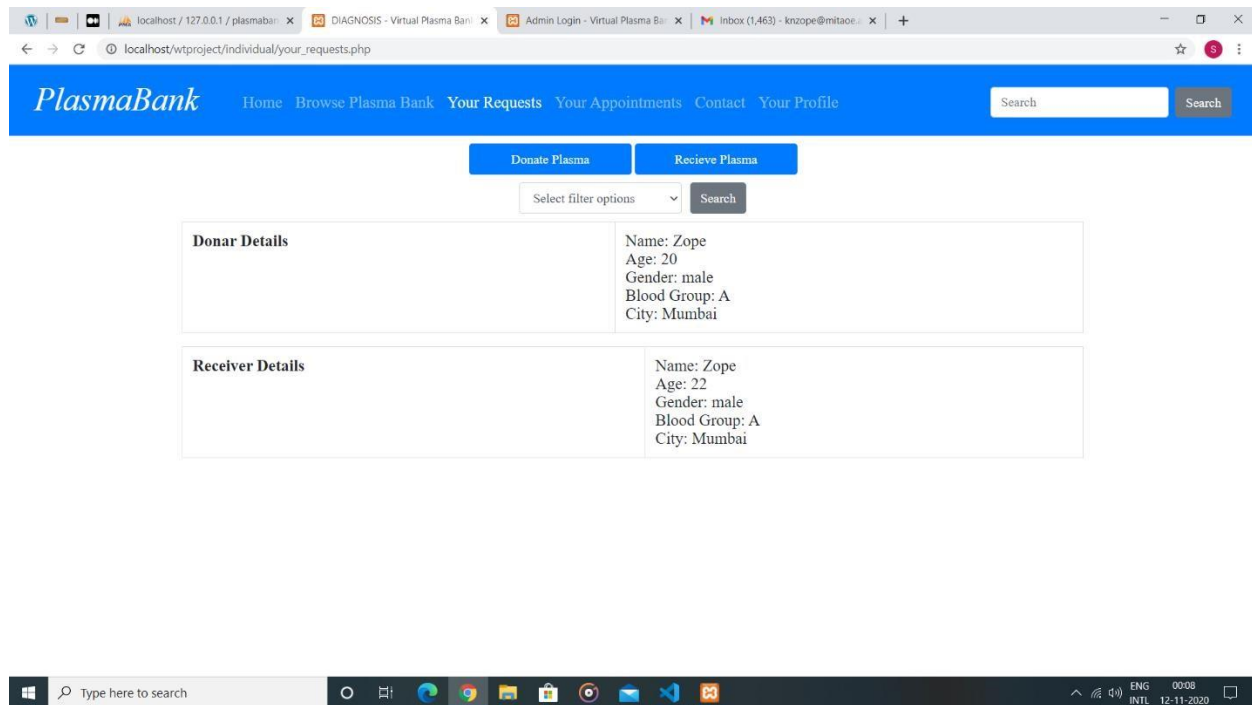 localhost / 127.0.0.1 / plasmaban
DIAGNOSIS - Virtual Plasma Ban
Admin Login - Virtual Plasma Ba
Inbox (1,463) - knzope@mitaoe.a
localhost/wtproject/individual/your_requests.php
S
PlasmaBank
Home Browse Plasma Bank Your Requests Your Appointments Contact Your Profile
Search
Search
Donate Plasma
Recieve Plasma
Select filter options
Search
Donar Details
Name: Zope
Age: 20
Gender: male
Blood Group: A
City: Mumbai
Receiver Details
Name: Zope
Age: 22
Gender: male
Blood Group: A
City: Mumbai
Type here to search
ENG
INTL
00:08
12-11-2020